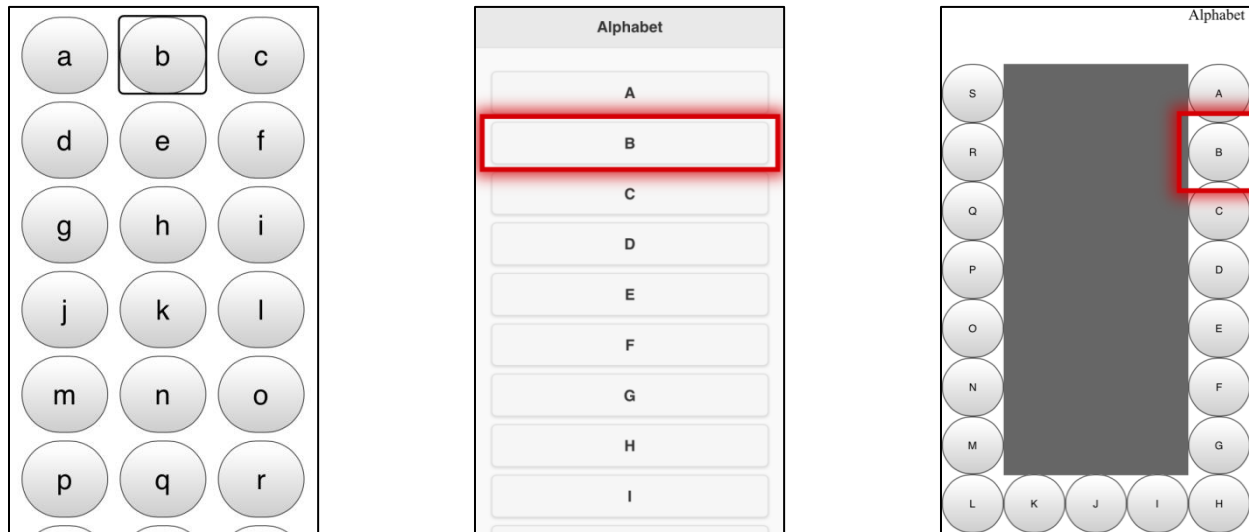 a b c
d e f
g h i
j k l
m n o
p q r
Alphabet
A
B
C
D
E
F
G
H
I
Alphabet
S A
R B
Q C
P D
O E
N F
M G
L K J I H